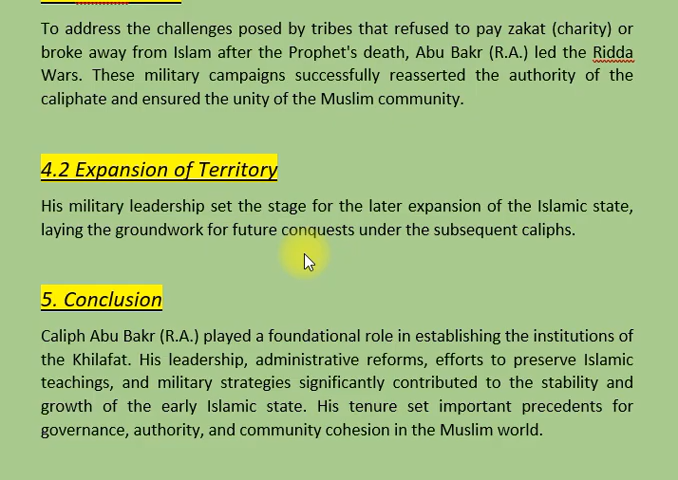 To address the challenges posed by tribes that refused to pay zakat (charity) or
broke away from Islam after the Prophet's death, Abu Bakr (R.A.) led the Ridda
Wars. These military campaigns successfully reasserted the authority of the
caliphate and ensured the unity of the Muslim community.
4.2 Expansion of Territory
His military leadership set the stage for the later expansion of the Islamic state,
laying the groundwork for future conquests under the subsequent caliphs.
5. Conclusion
Caliph Abu Bakr (R.A.) played a foundational role in establishing the institutions of
the Khilafat. His leadership, administrative reforms, efforts to preserve Islamic
teachings, and military strategies significantly contributed to the stability and
growth of the early Islamic state. His tenure set important precedents for
governance, authority, and community cohesion in the Muslim world.